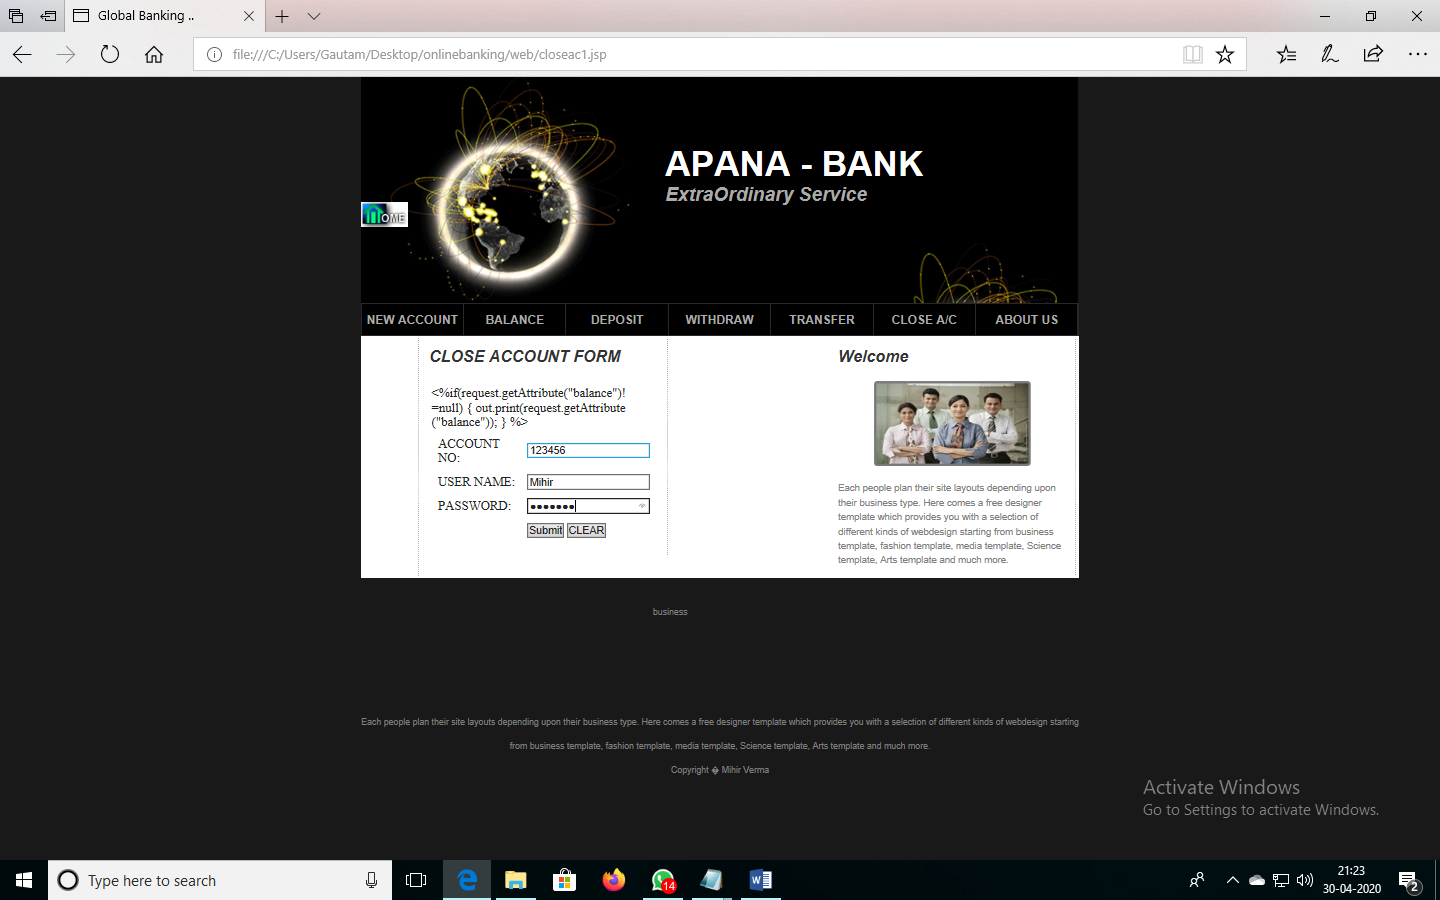 Global Banking ..
file:///C:/Users/Gautam/Desktop/onlinebanking/web/closeac1.jsp
APANA - BANK
ExtraOrdinary Service
HOME
NEW ACCOUNT
BALANCE
DEPOSIT
WITHDRAW
TRANSFER
CLOSE A/C
ABOUT US
CLOSE ACCOUNT FORM
<%if(request.getAttribute("balance")!
=null) { out.print(request.getAttribute
("balance")); } %>
ACCOUNT
NO:
123456
USER NAME:
Mihir
PASSWORD:
●●●●●●●
Submit
CLEAR
Welcome
Each people plan their site layouts depending upon
their business type. Here comes a free designer
template which provides you with a selection of
different kinds of webdesign starting from business
template, fashion template, media template, Science
template, Arts template and much more.
business
Each people plan their site layouts depending upon their business type. Here comes a free designer template which provides you with a selection of different kinds of webdesign starting
from business template, fashion template, media template, Science template, Arts template and much more.
Copyright � Mihir Verma
Activate Windows
Go to Settings to activate Windows.
Type here to search
14
21:23
30-04-2020
2